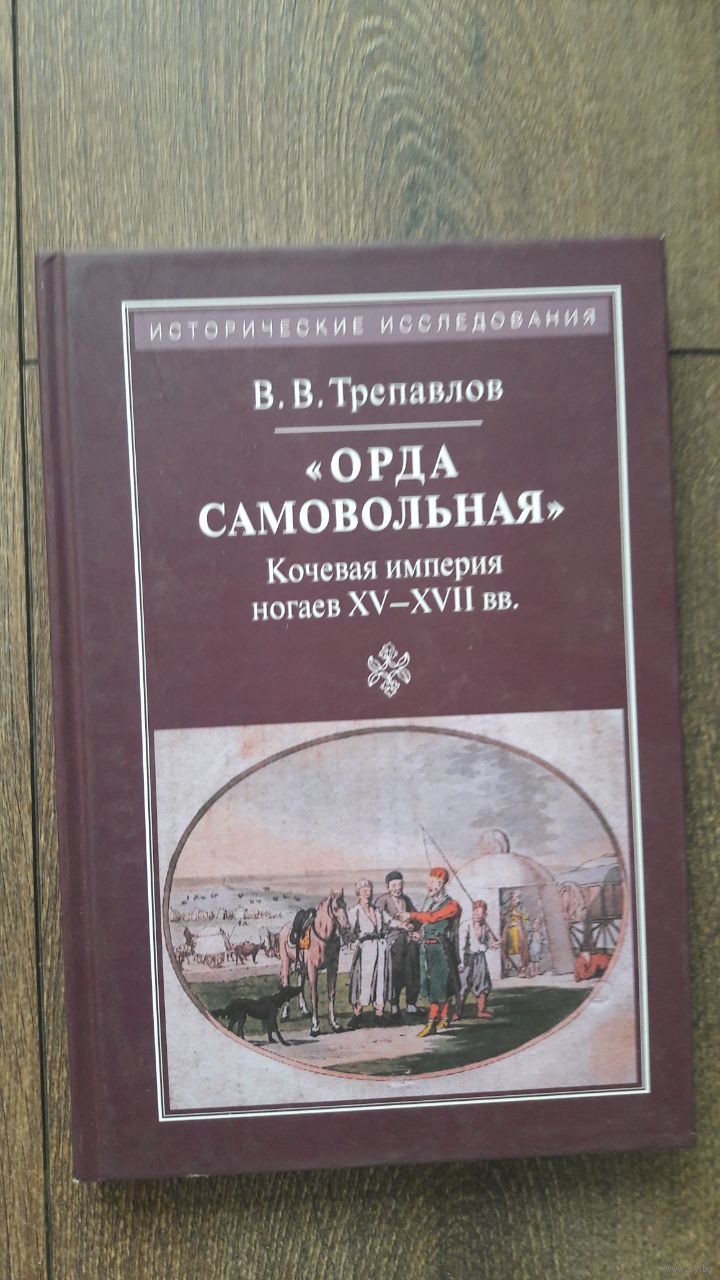 ИСТОРИЧЕСКИЕ ИССЛЕДОВАНИЯ
В. В. Трепавлов
«ОРДА
САМОВОЛЬНАЯ»
Кочевая империя
ногаев XV–XVII вв.